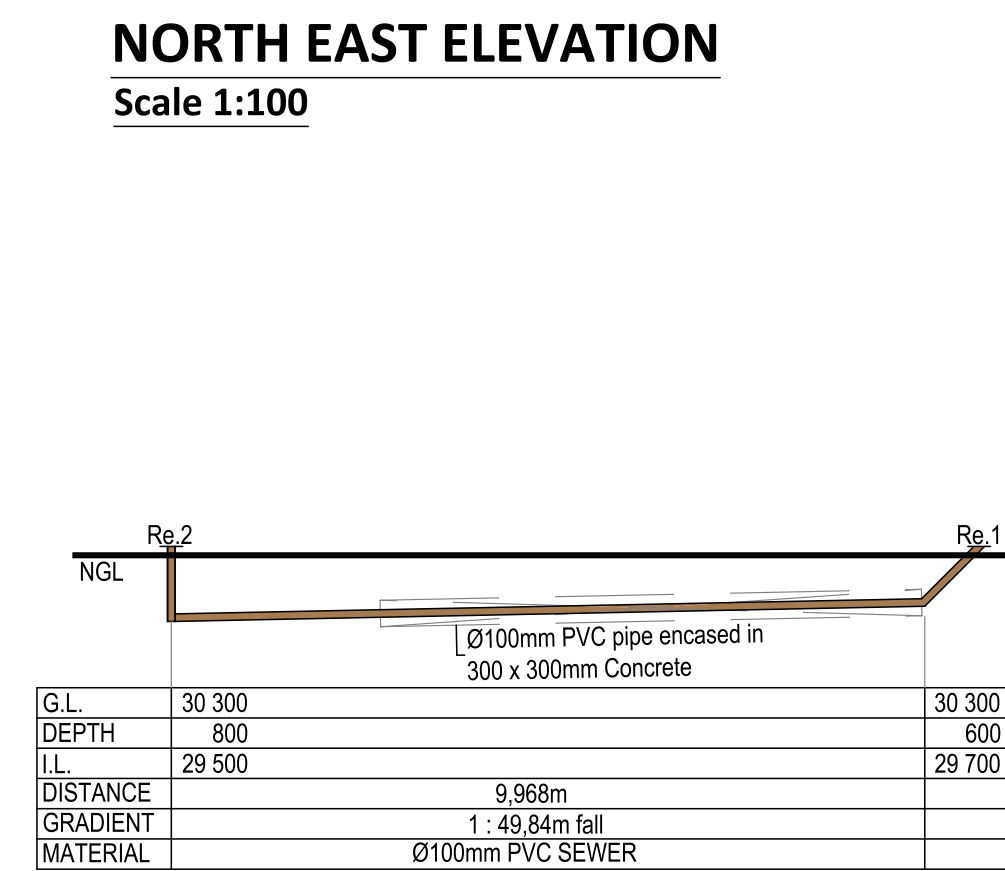 NORTH EAST ELEVATION
Scale 1:100
Re.2
Re.1
NGL
Ø100mm PVC pipe encased in
300 x 300mm Concrete
G.L. 30 300 30 300
DEPTH 800 600
I.L. 29 500 29 700
DISTANCE 9,968m
GRADIENT 1 : 49,84m fall
MATERIAL Ø100mm PVC SEWER